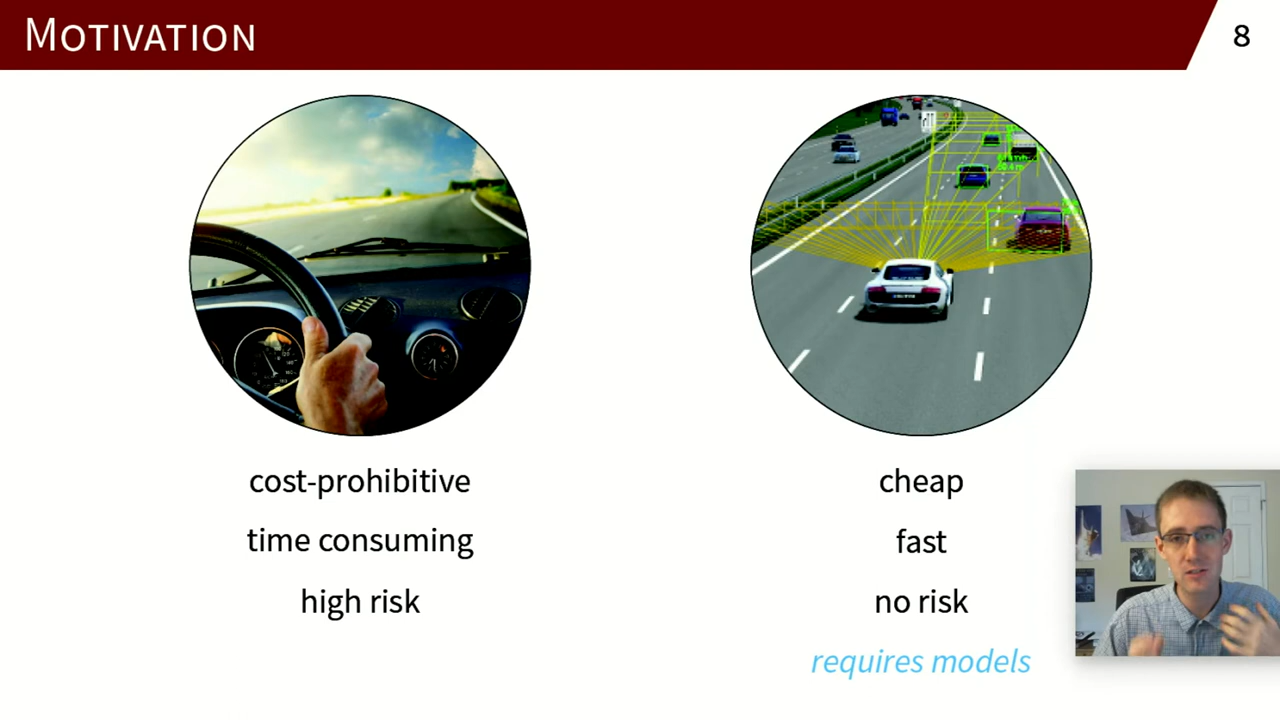 MOTIVATION
8
cost-prohibitive
time consuming
high risk
cheap
fast
no risk
requires models